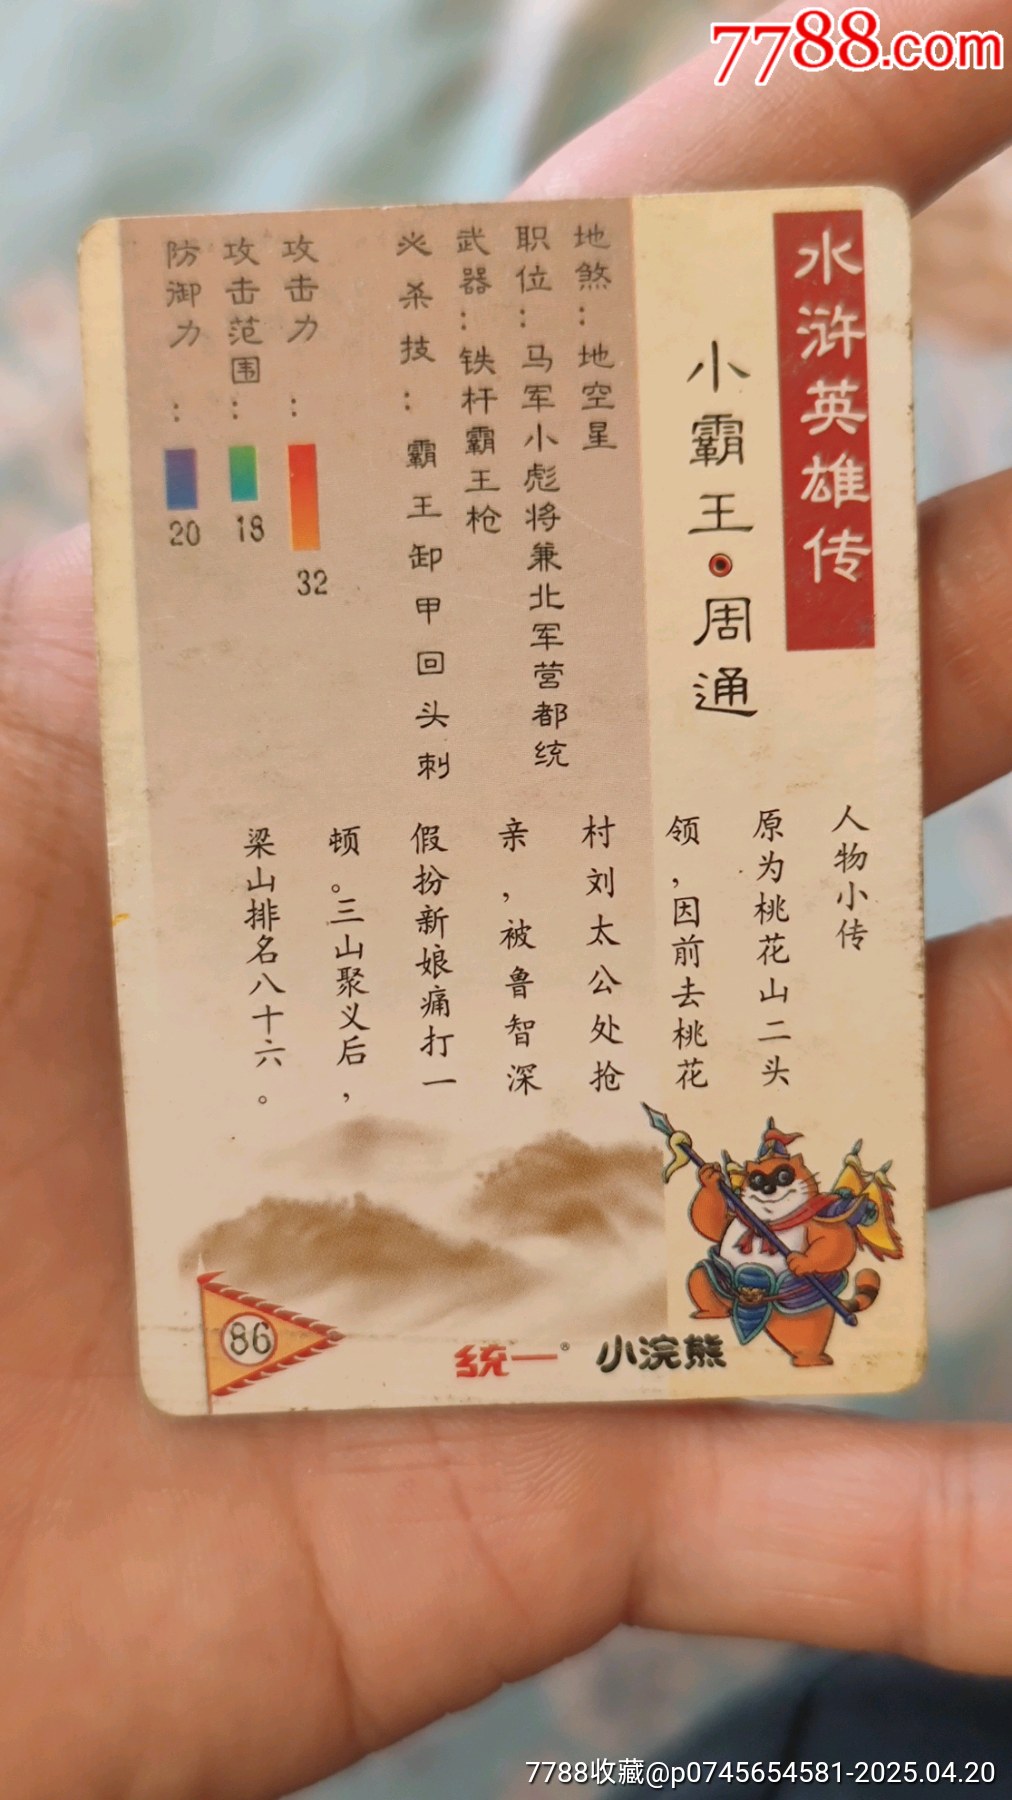 7788.com
水浒英雄传
小霸王·周通
地煞：地空星
职位：马军小彪将兼北军营都统
武器：铁杆霸王枪
必杀技：霸王卸甲回头刺
攻击力：32
攻击范围：18
防御力：20
人物小传
原为桃花山二头
领，因前去桃花
村刘太公处抢
亲，被鲁智深
假扮新娘痛打一
顿。三山聚义后，
梁山排名八十六。
86
统一® 小浣熊
7788收藏@p0745654581-2025.04.20